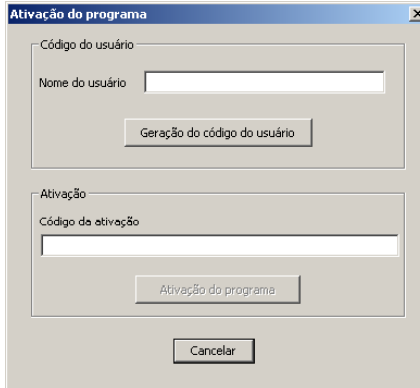 Ativação do programa
Código do usuário
Nome do usuário
Geração do código do usuário
Ativação
Código da ativação
Ativação do programa
Cancelar